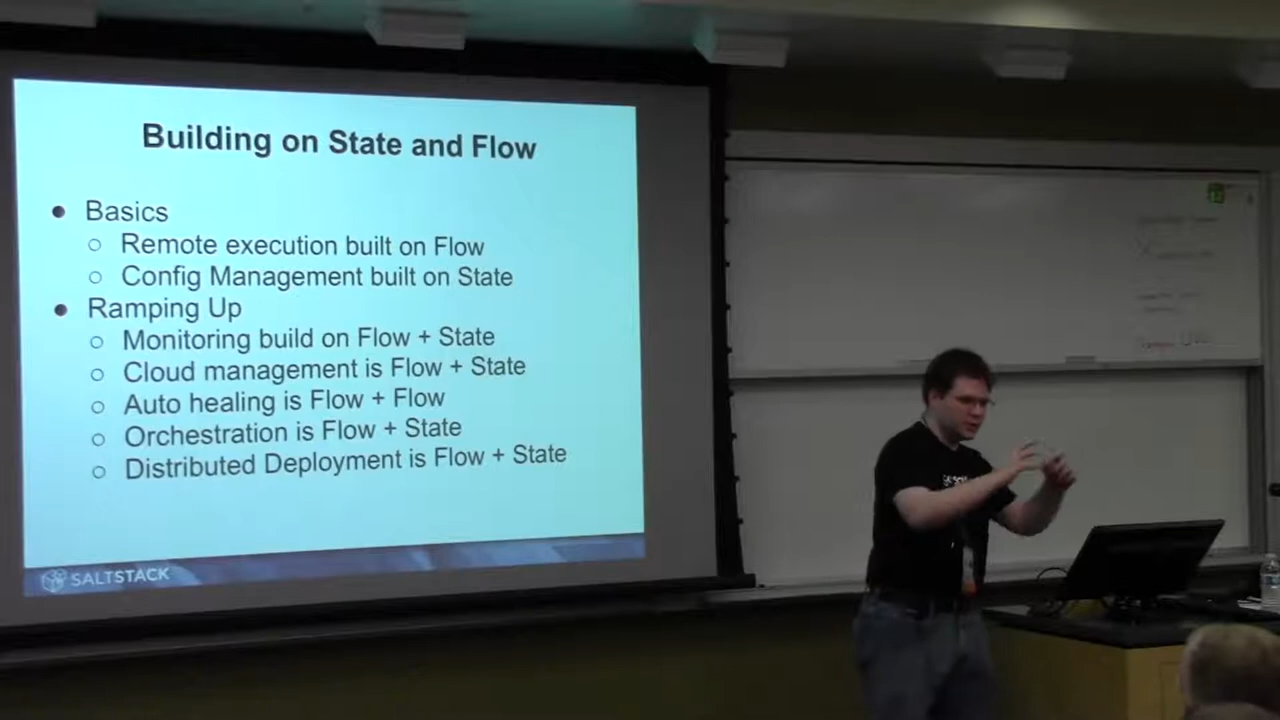 Building on State and Flow
Basics
Remote execution built on Flow
Config Management built on State
Ramping Up
Monitoring build on Flow + State
Cloud management is Flow + State
Auto healing is Flow + Flow
Orchestration is Flow + State
Distributed Deployment is Flow + State
SALTSTACK